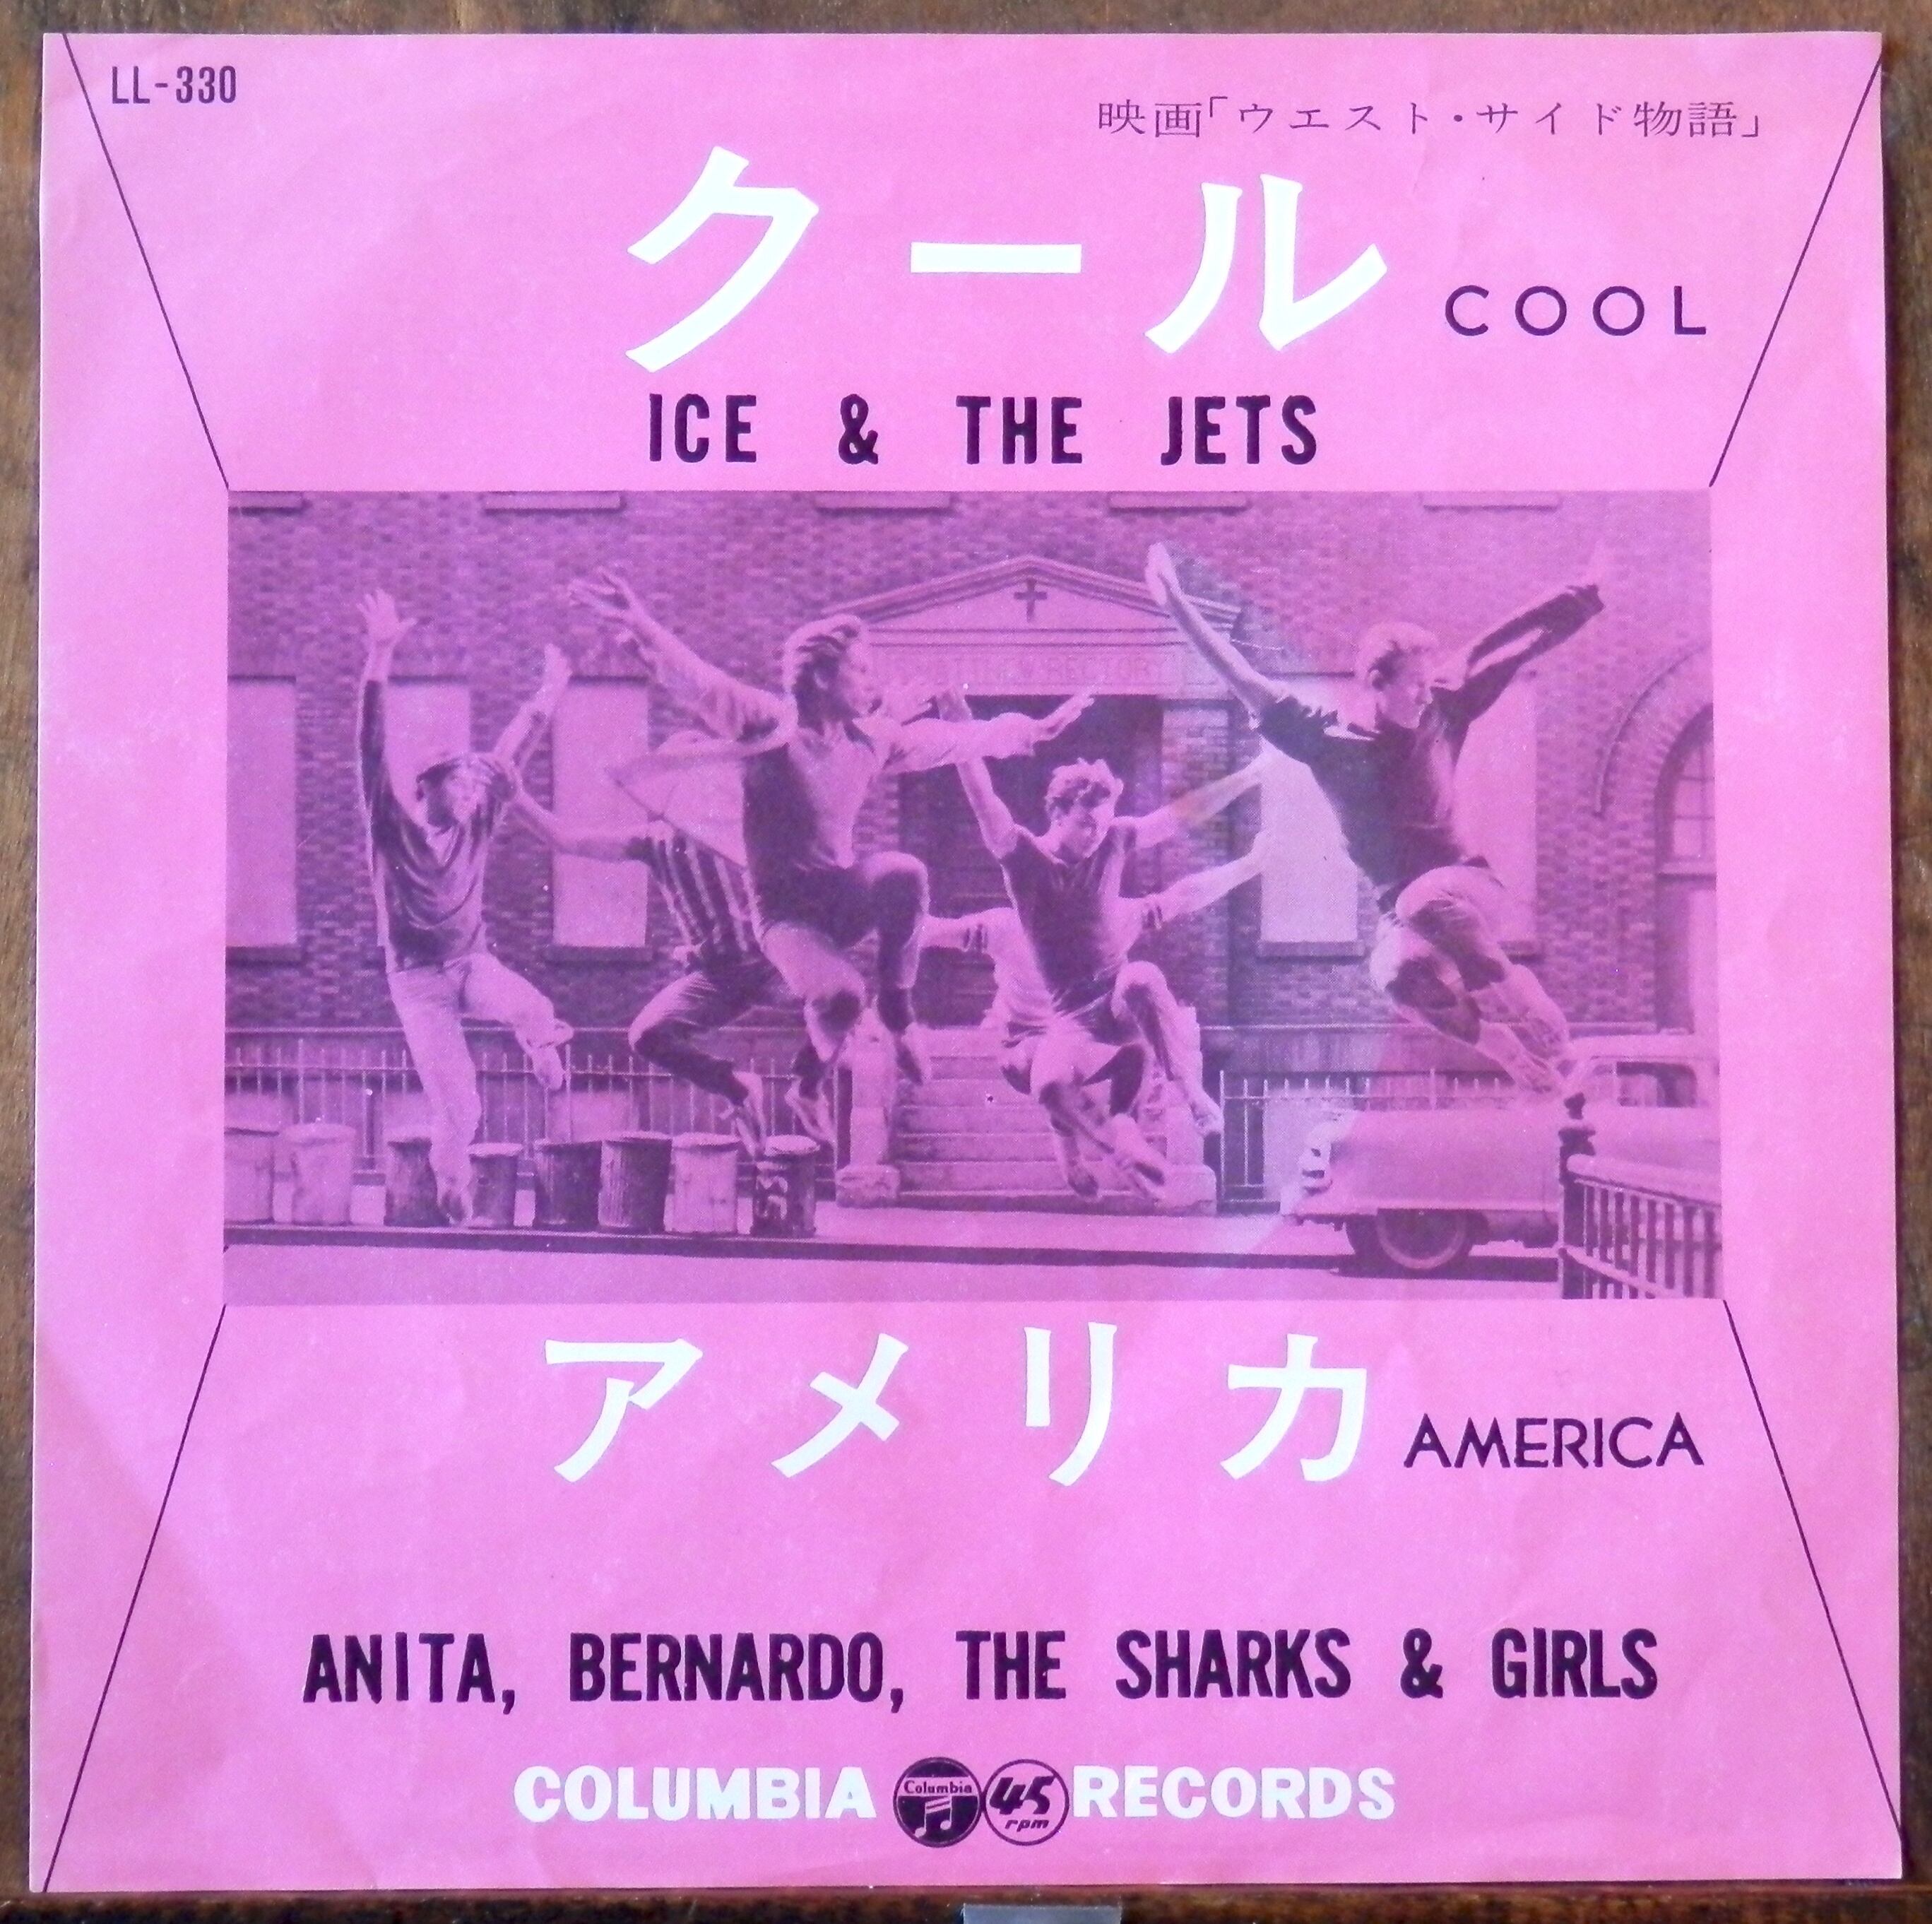 LL-330
映画「ウエスト・サイド物語」
クール COOL
ICE & THE JETS
RECTORY
アメリカ AMERICA
ANITA, BERNARDO, THE SHARKS & GIRLS
COLUMBIA Columbia 45 rpm RECORDS